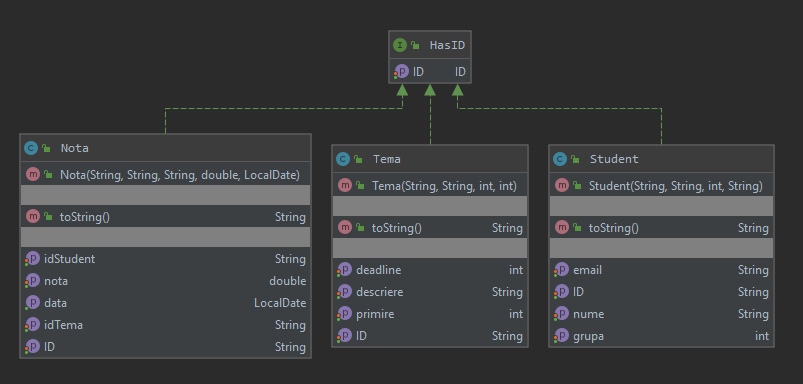 I HasID
p ID ID
C Nota
m Nota(String, String, String, double, LocalDate)
m toString() String
p idStudent String
p nota double
p data LocalDate
p idTema String
p ID String
C Tema
m Tema(String, String, int, int)
m toString() String
p deadline int
p descriere String
p primire int
p ID String
C Student
m Student(String, String, int, String)
m toString() String
p email String
p ID String
p nume String
p grupa int